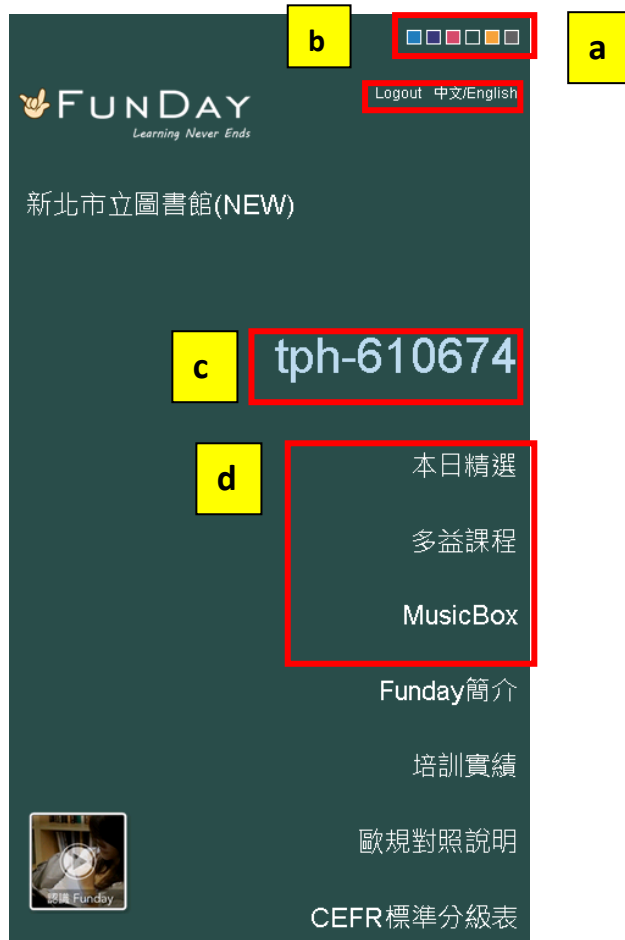 b
a
Logout 中文/English
FUNDAY
Learning Never Ends
新北市立圖書館(NEW)
c
tph-610674
d
本日精選
多益課程
MusicBox
Funday簡介
培訓實績
歐規對照說明
認識 Funday
CEFR標準分級表